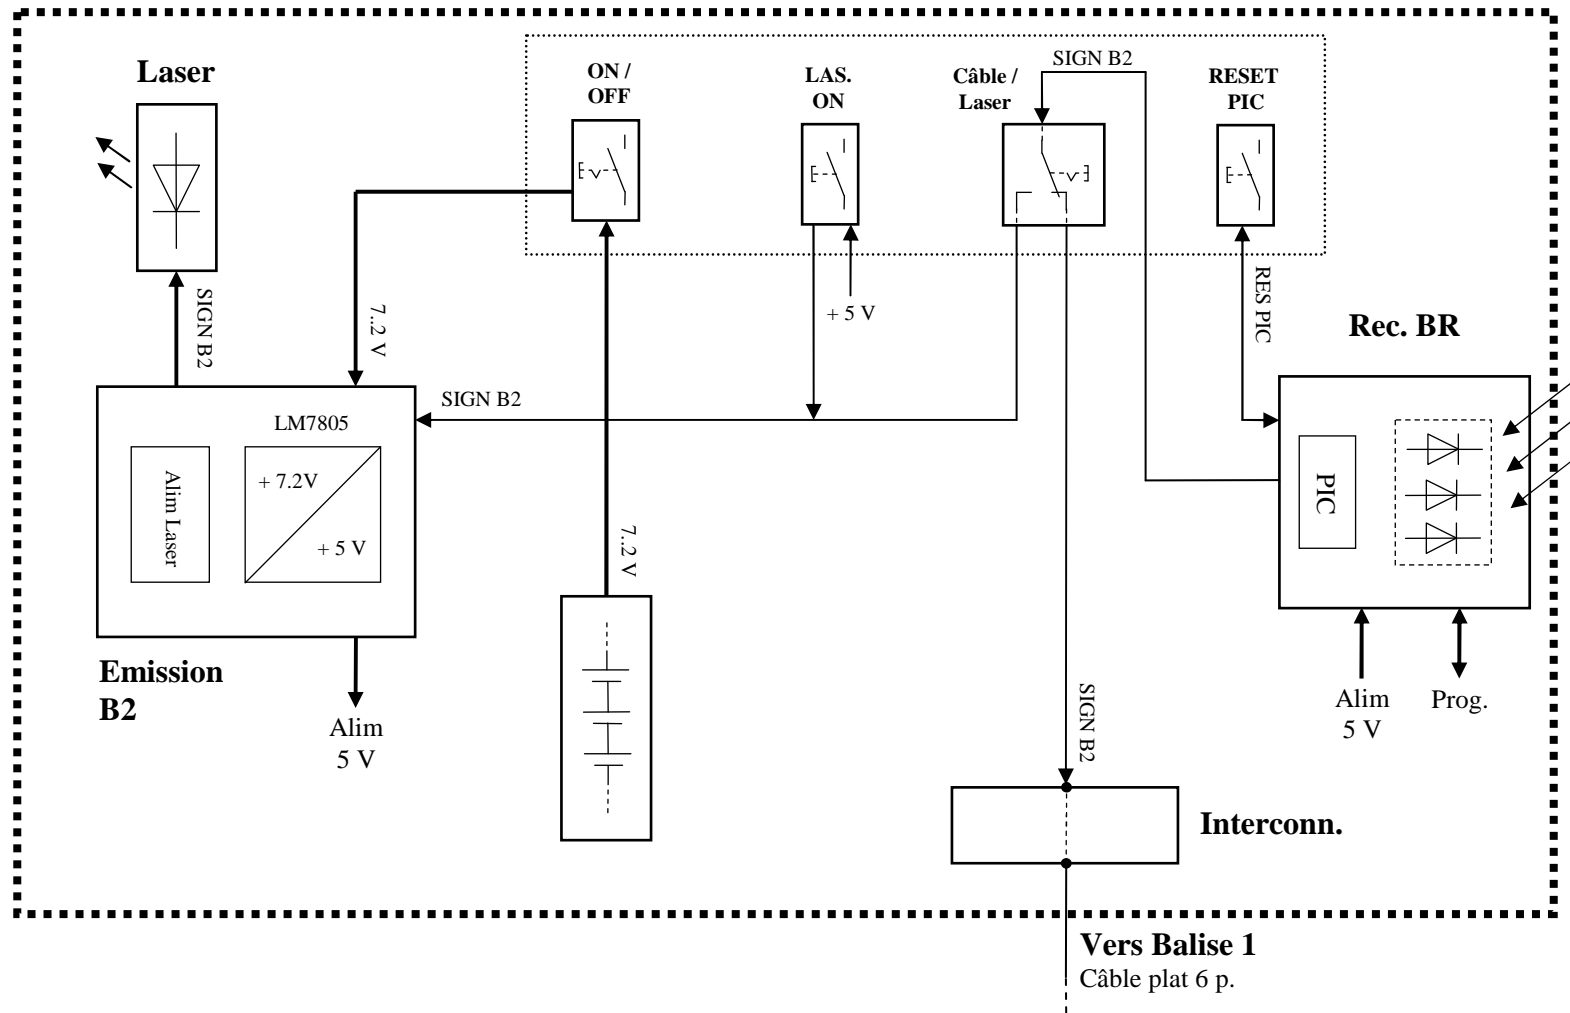 Laser
ON /
OFF
LAS.
ON
Câble /
Laser
SIGN B2
RESET
PIC
SIGN B2
7..2 V
+ 5 V
RES PIC
Rec. BR
SIGN B2
LM7805
Alim Laser
+ 7.2V
+ 5 V
7..2 V
PIC
Emission
B2
Alim
5 V
SIGN B2
Alim
5 V
Prog.
Interconn.
Vers Balise 1
Câble plat 6 p.